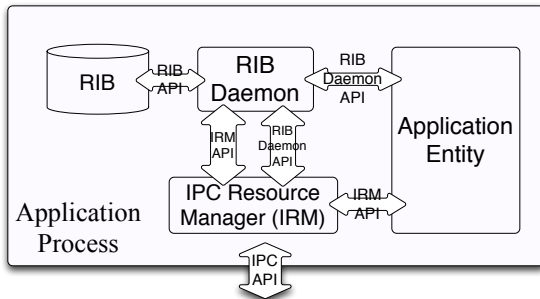 RIB
RIB
API
RIB
Daemon
RIB
Daemon
API
Application
Entity
IRM
API
RIB
Daemon
API
IPC Resource
Manager (IRM)
IRM
API
Application
Process
IPC
API